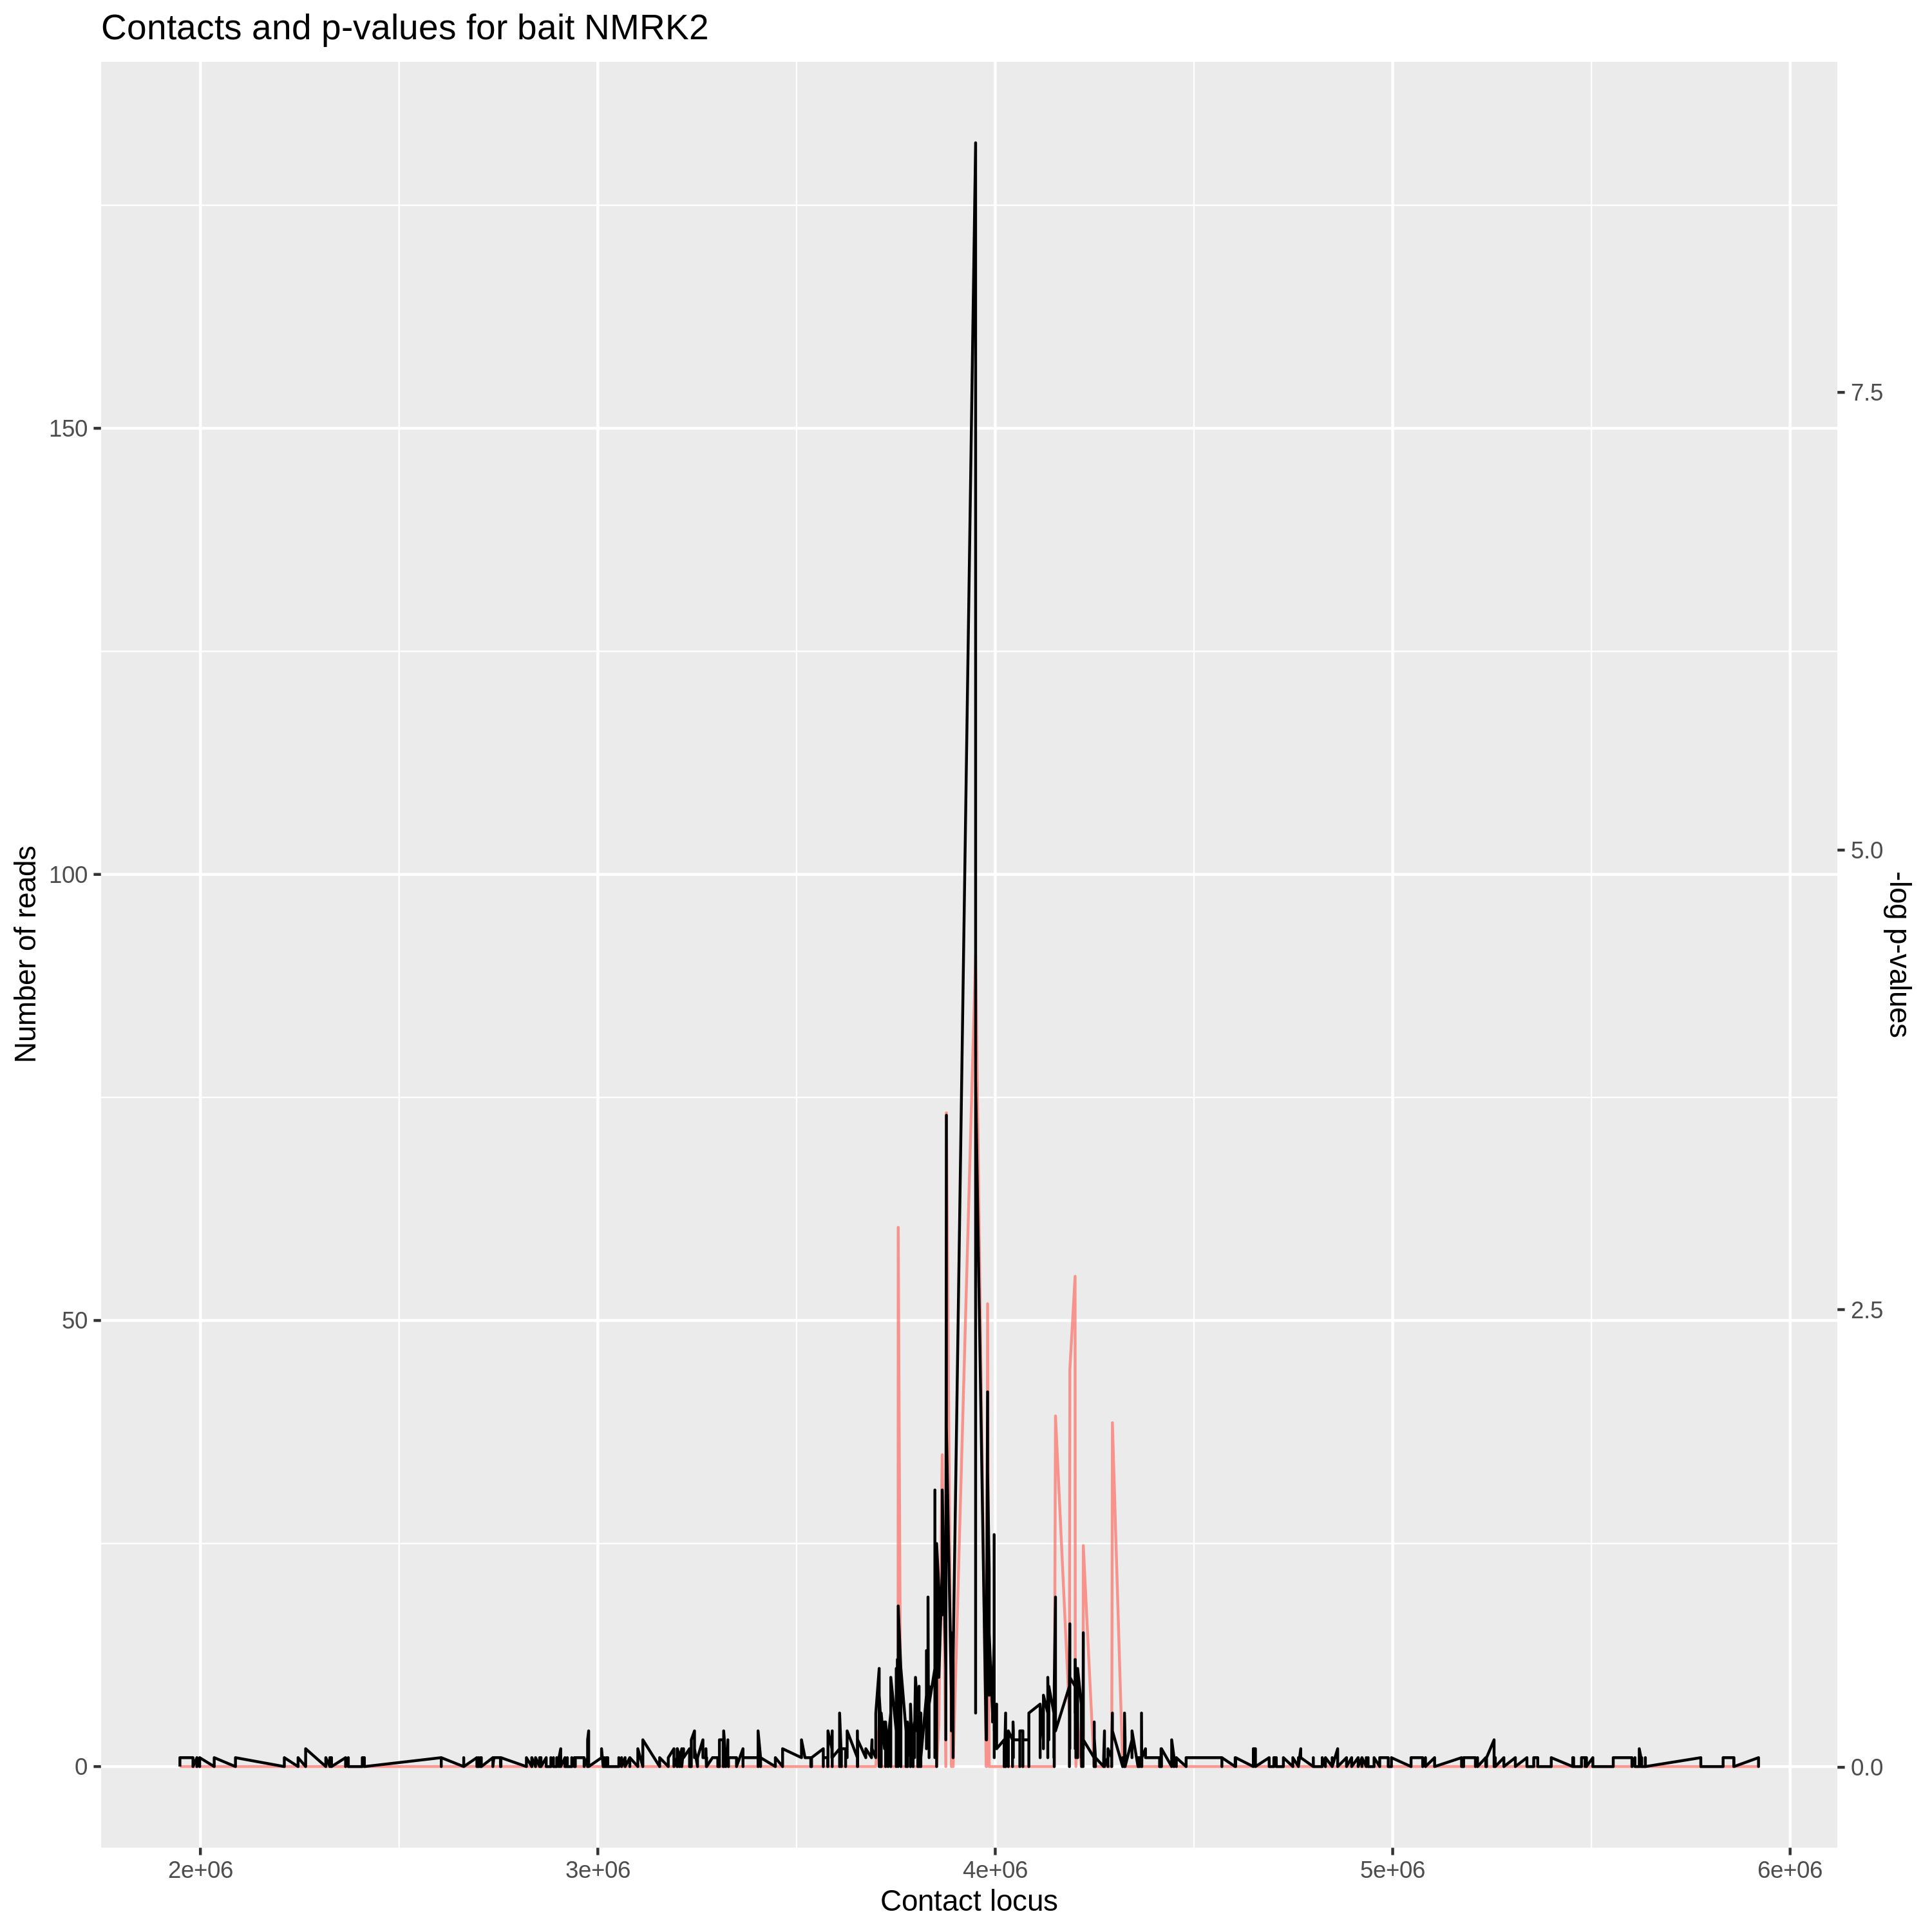 Contacts and p-values for bait NMRK2
Number of reads
150
100
50
0
7.5
5.0
2.5
0.0
-log p-values
2e+06
3e+06
4e+06
5e+06
6e+06
Contact locus